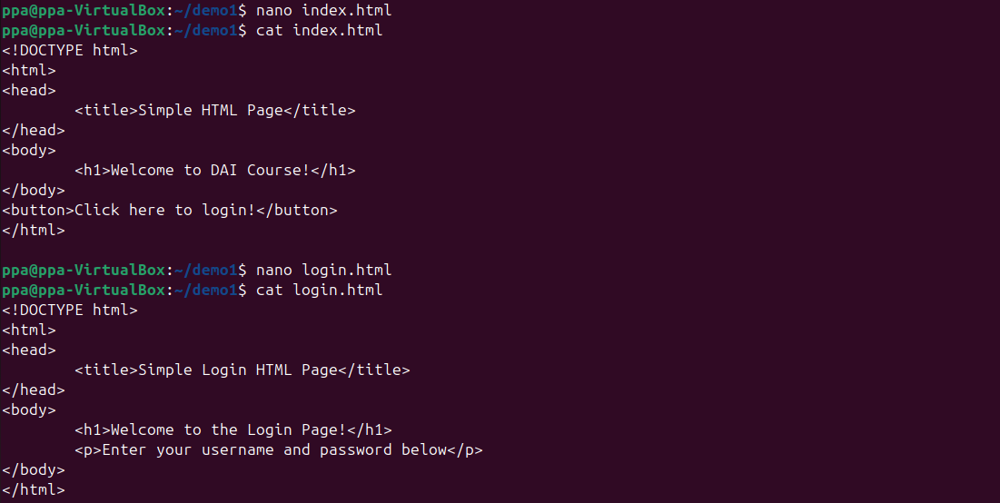 ppa@ppa-VirtualBox:~/demo1$ nano index.html
ppa@ppa-VirtualBox:~/demo1$ cat index.html
<!DOCTYPE html>
<html>
<head>
        <title>Simple HTML Page</title>
</head>
<body>
        <h1>Welcome to DAI Course!</h1>
</body>
<button>Click here to login!</button>
</html>

ppa@ppa-VirtualBox:~/demo1$ nano login.html
ppa@ppa-VirtualBox:~/demo1$ cat login.html
<!DOCTYPE html>
<html>
<head>
        <title>Simple Login HTML Page</title>
</head>
<body>
        <h1>Welcome to the Login Page!</h1>
        <p>Enter your username and password below</p>
</body>
</html>